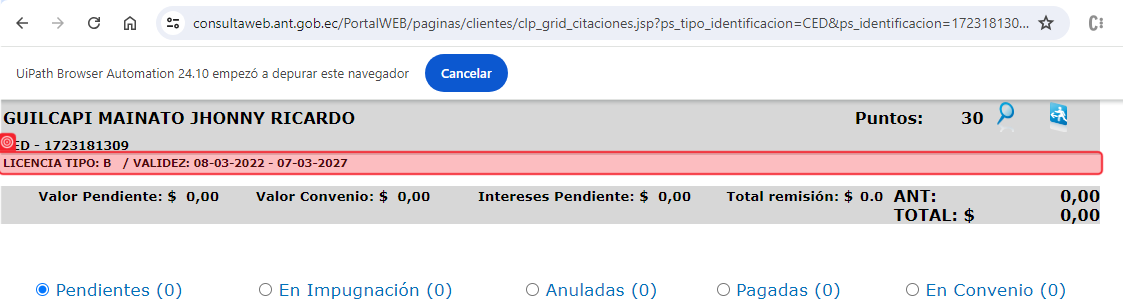 consultaweb.ant.gob.ec/PortalWEB/paginas/clientes/clp_grid_citaciones.jsp?ps_tipo_identificacion=CED&ps_identificacion=172318130...
UiPath Browser Automation 24.10 empezó a depurar este navegador Cancelar
GUILCAPI MAINATO JHONNY RICARDO Puntos: 30
ED - 1723181309
LICENCIA TIPO: B / VALIDEZ: 08-03-2022 - 07-03-2027
Valor Pendiente: $ 0,00 Valor Convenio: $ 0,00 Intereses Pendiente: $ 0,00 Total remisión: $ 0.0 ANT: 0,00
TOTAL: $ 0,00
Pendientes (0) En Impugnación (0) Anuladas (0) Pagadas (0) En Convenio (0)